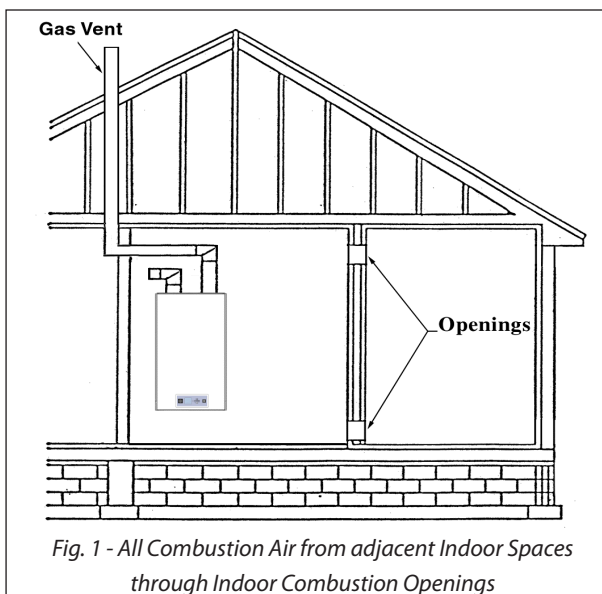 Gas Vent
Openings
Fig. 1 - All Combustion Air from adjacent Indoor Spaces
through Indoor Combustion Openings